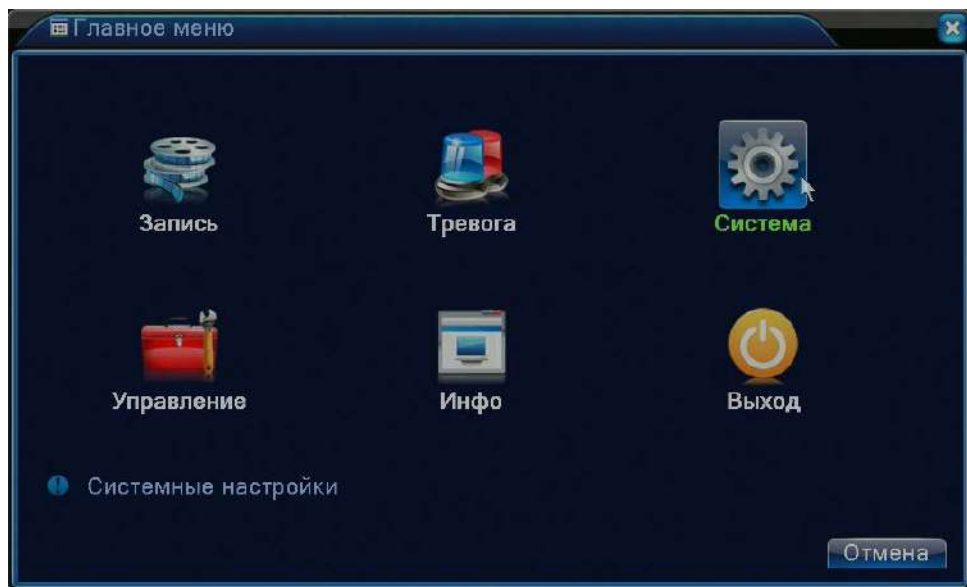 Главное меню
Запись
Тревога
Система
Управление
Инфо
Выход
Системные настройки
Отмена